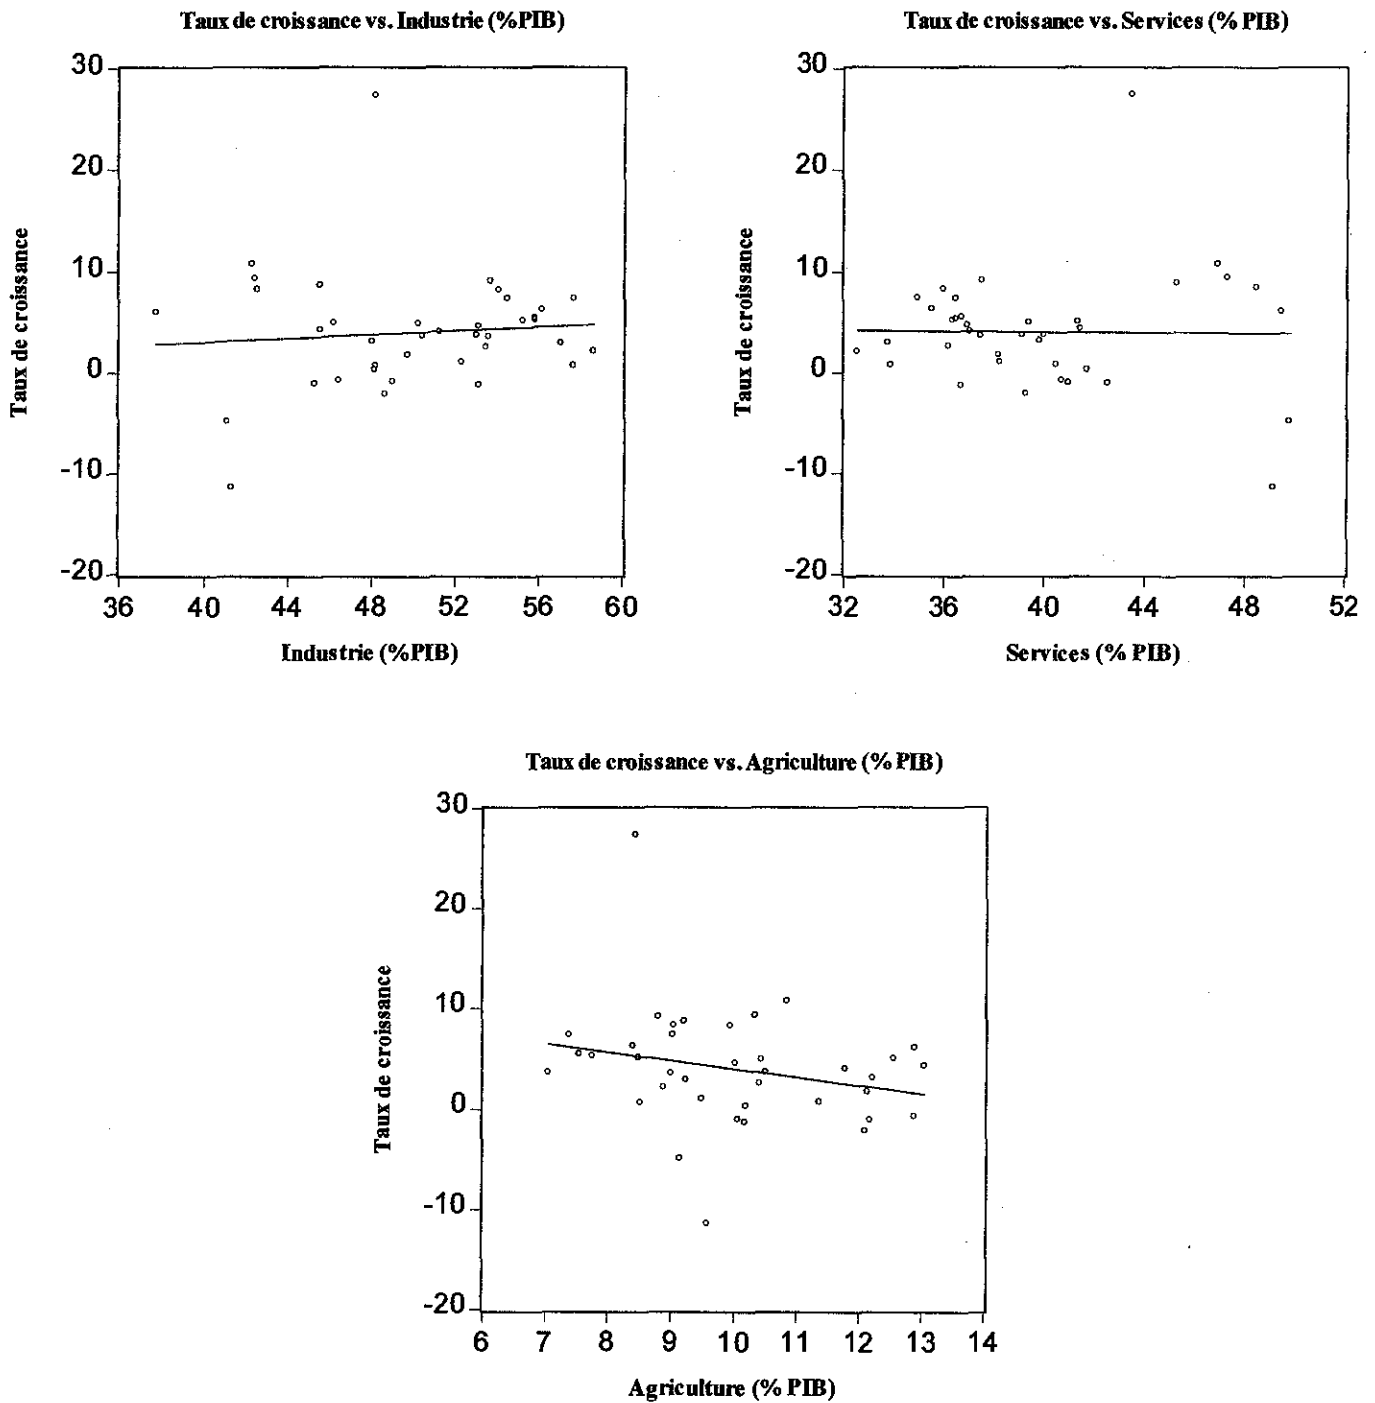 Taux de croissance vs. Industrie (%PIB)
30
20
10
0
-10
-20
36 40 44 48 52 56 60
Taux de croissance
Industrie (%PIB)
Taux de croissance vs. Services (% PIB)
30
20
10
0
-10
-20
32 36 40 44 48 52
Taux de croissance
Services (% PIB)
Taux de croissance vs. Agriculture (% PIB)
30
20
10
0
-10
-20
6 7 8 9 10 11 12 13 14
Taux de croissance
Agriculture (% PIB)